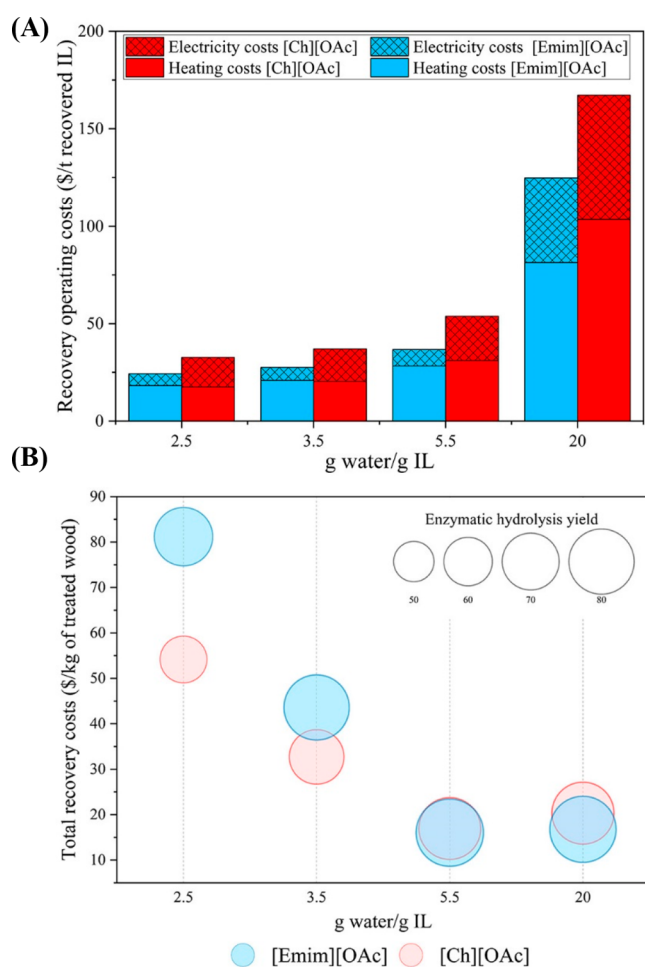 (A)
Recovery operating costs ($/t recovered IL)
200
150
100
50
0
Electricity costs [Ch][OAc]
Electricity costs [Emim][OAc]
Heating costs [Ch][OAc]
Heating costs [Emim][OAc]
2.5 3.5 5.5 20
g water/g IL
(B)
Total recovery costs ($/kg of treated wood)
90
80
70
60
50
40
30
20
10
Enzymatic hydrolysis yield
50 60 70 80
2.5 3.5 5.5 20
g water/g IL
[Emim][OAc] [Ch][OAc]